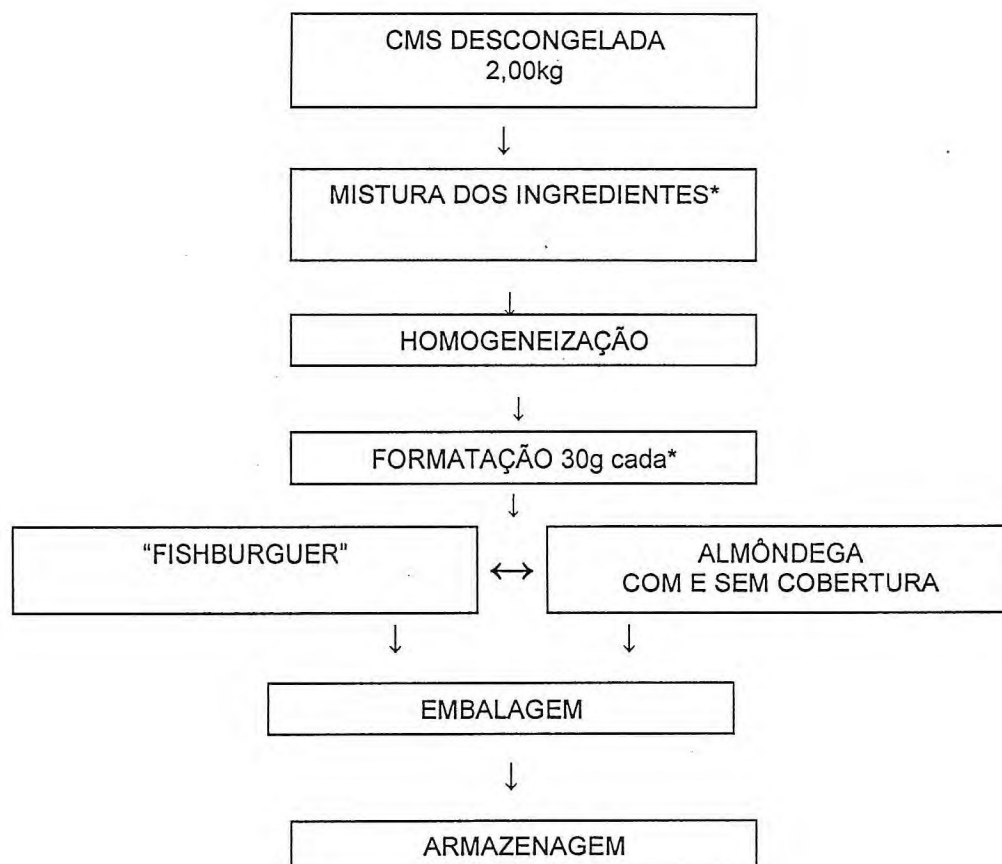 CMS DESCONGELADA
2,00kg
↓
MISTURA DOS INGREDIENTES*
↓
HOMOGENEIZAÇÃO
↓
FORMATAÇÃO 30g cada*
↓
“FISHBURGUER” ↔ ALMÔNDEGA
COM E SEM COBERTURA
↓ ↓
EMBALAGEM
↓
ARMAZENAGEM